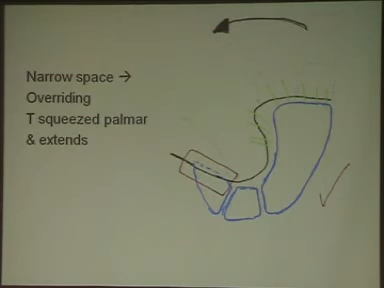 Narrow space →
Overriding
T squeezed palmar
& extends